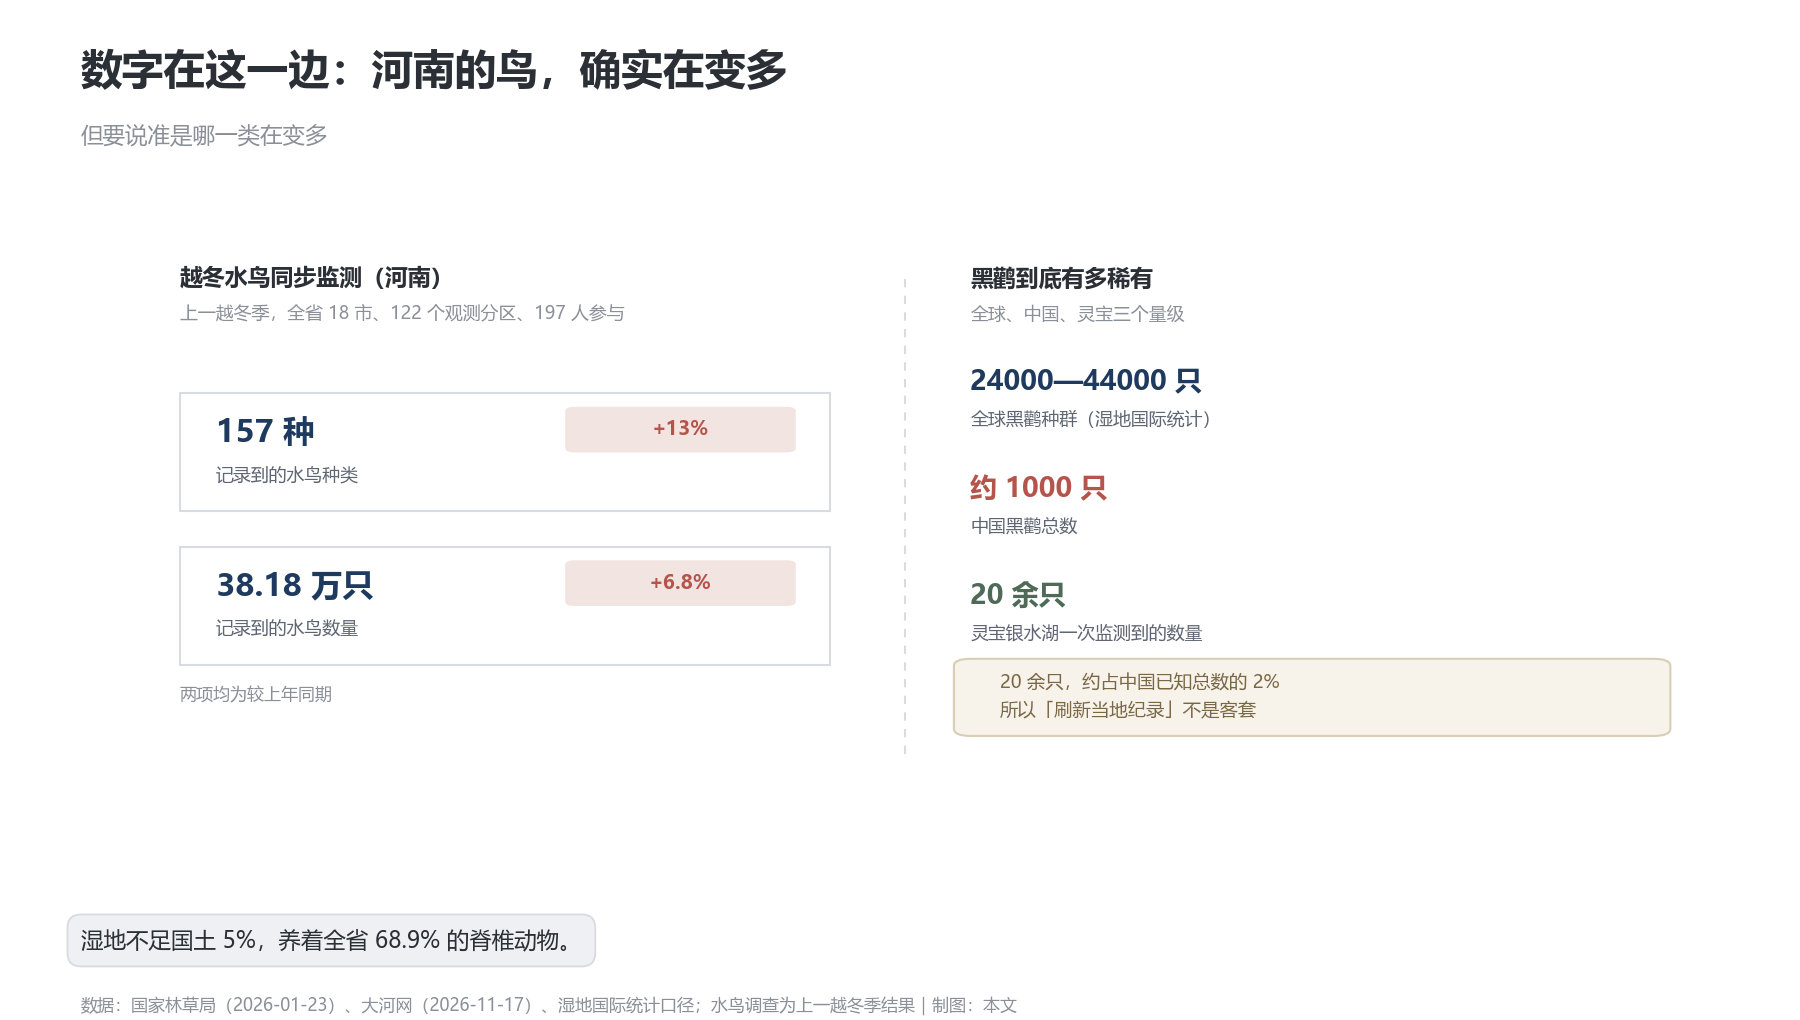 数字在这一边：河南的鸟，确实在变多
但要说准是哪一类在变多
越冬水鸟同步监测（河南）
上一越冬季，全省 18 市、122 个观测分区、197 人参与
157 种
+13%
记录到的水鸟种类
38.18 万只
+6.8%
记录到的水鸟数量
两项均为较上年同期
黑鹳到底有多稀有
全球、中国、灵宝三个量级
24000—44000 只
全球黑鹳种群（湿地国际统计）
约 1000 只
中国黑鹳总数
20 余只
灵宝银水湖一次监测到的数量
20 余只，约占中国已知总数的 2%
所以「刷新当地纪录」不是客套
湿地不足国土 5%，养着全省 68.9% 的脊椎动物。
数据：国家林草局（2026-01-23）、大河网（2026-11-17）、湿地国际统计口径；水鸟调查为上一越冬季结果 | 制图：本文